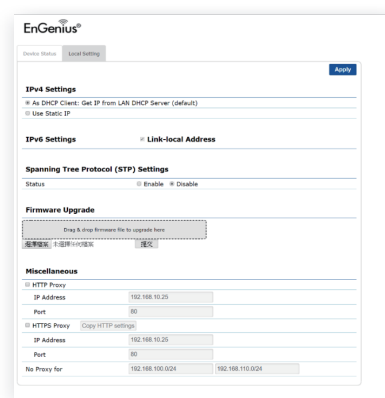 EnGenius®
Device Status Local Setting
Apply
IPv4 Settings
As DHCP Client: Get IP from LAN DHCP Server (default)
Use Static IP
IPv6 Settings Link-local Address
Spanning Tree Protocol (STP) Settings
Status Enable Disable
Firmware Upgrade
Drag & drop firmware file to upgrade here
選擇檔案 未選擇任何檔案 提交
Miscellaneous
HTTP Proxy
IP Address 192.168.10.25
Port 80
HTTPS Proxy Copy HTTP settings
IP Address 192.168.10.25
Port 80
No Proxy for 192.168.100.0/24 192.168.110.0/24